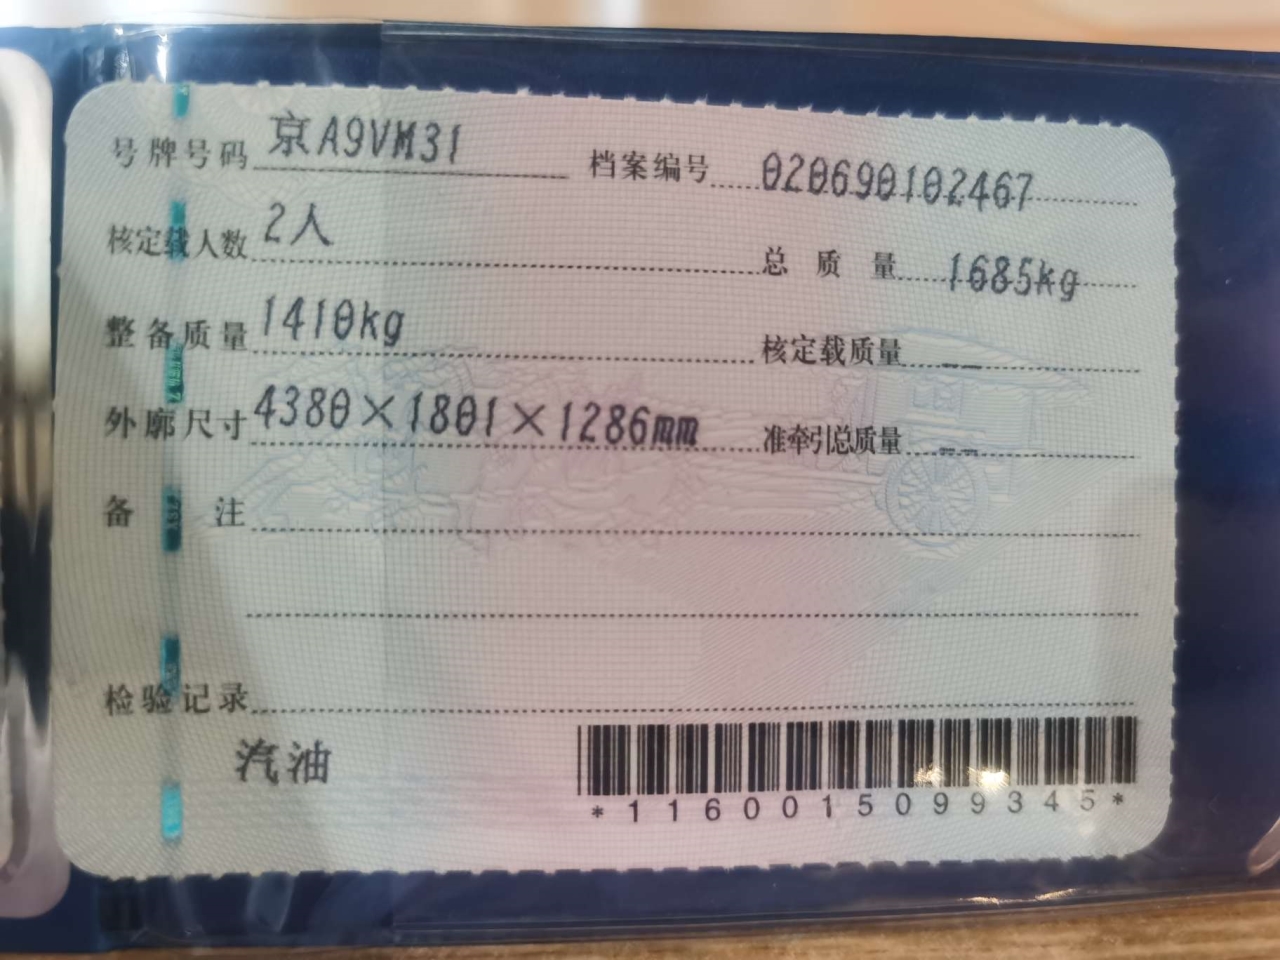 号牌号码 京A9VM31 档案编号 020690102467
核定载人数 2人 总质量 1685kg
整备质量 1410kg 核定载质量 --
外廓尺寸 4380×1801×1286mm 准牵引总质量 --
备注
检验记录
汽油
*1160015099345*